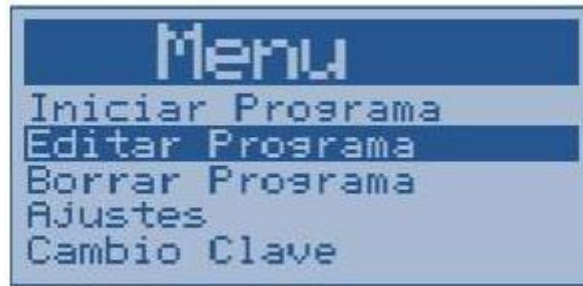 Menu
Iniciar Programa
Editar Programa
Borrar Programa
Ajustes
Cambio Clave